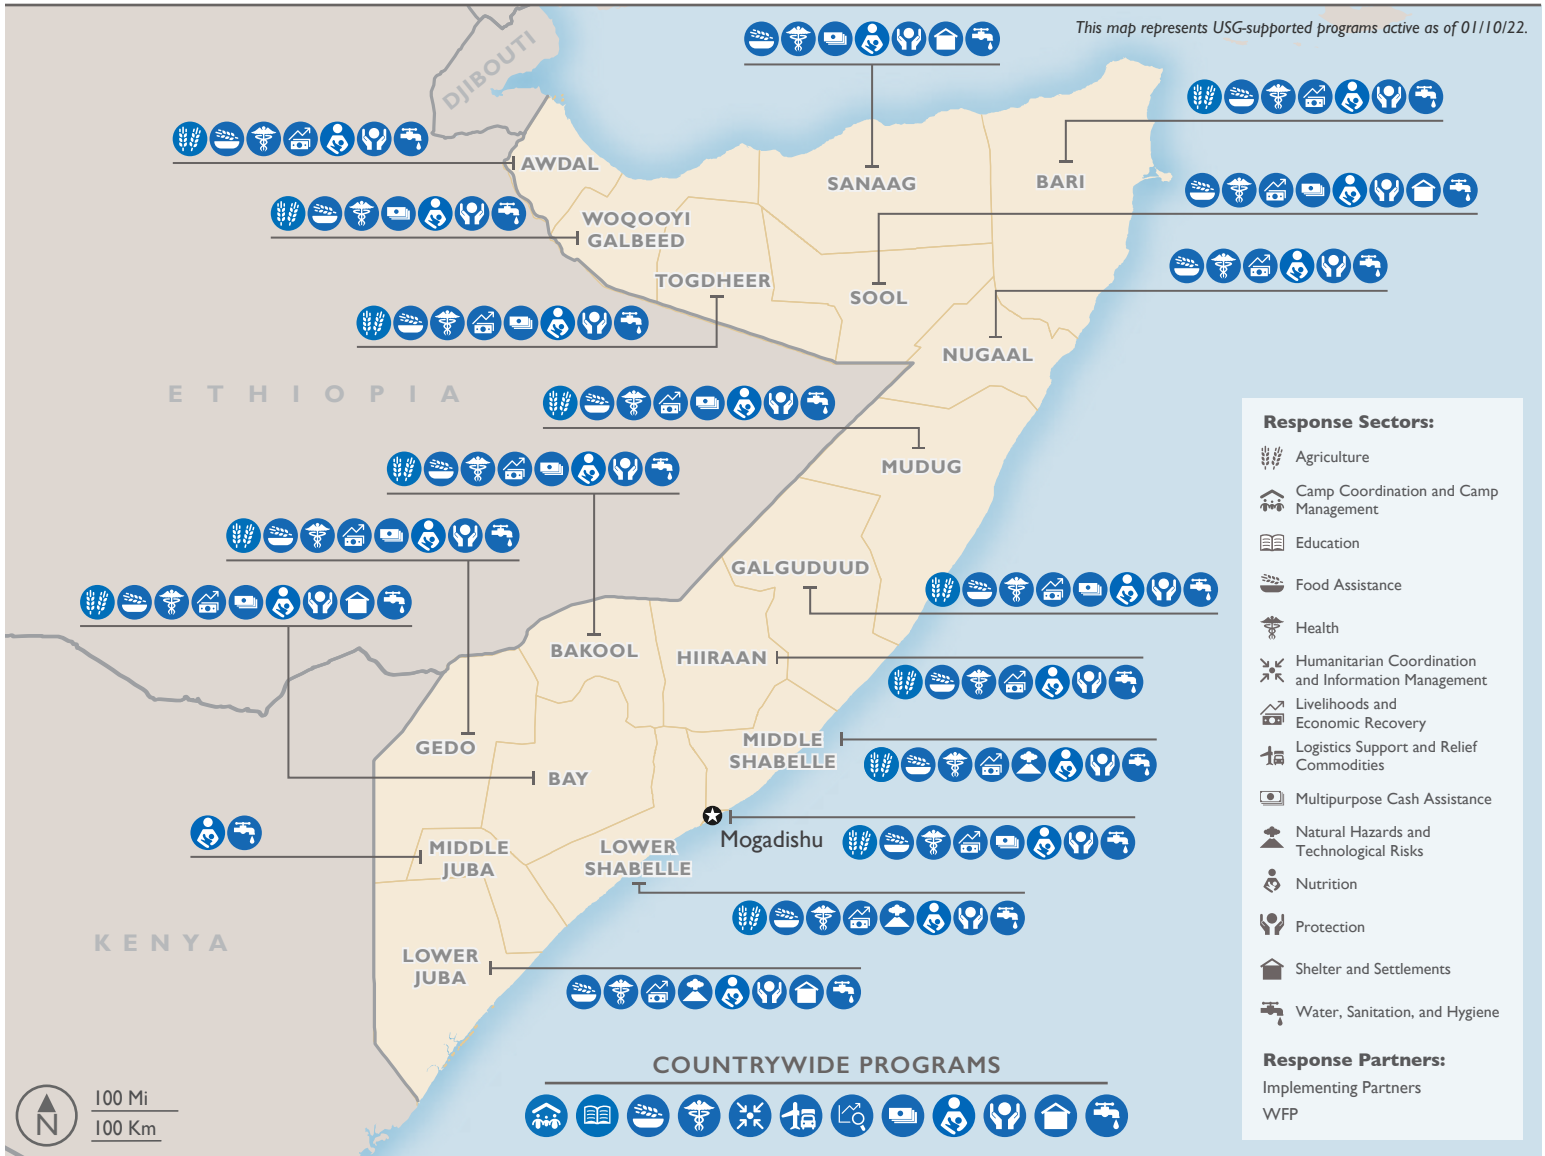 This map represents USG-supported programs active as of 01/10/22.
DJIBOUTI
AWDAL
SANAAG
BARI
WOQOOYI
GALBEED
TOGDHEER
SOOL
NUGAAL
ETHIOPIA
MUDUG
GALGUDUUD
BAKOOL
HIIRAAN
GEDO
MIDDLE
SHABELLE
BAY
Mogadishu
MIDDLE
JUBA
LOWER
SHABELLE
KENYA
LOWER
JUBA
Response Sectors:
Agriculture
Camp Coordination and Camp
Management
Education
Food Assistance
Health
Humanitarian Coordination
and Information Management
Livelihoods and
Economic Recovery
Logistics Support and Relief
Commodities
Multipurpose Cash Assistance
Natural Hazards and
Technological Risks
Nutrition
Protection
Shelter and Settlements
Water, Sanitation, and Hygiene
Response Partners:
Implementing Partners
WFP
COUNTRYWIDE PROGRAMS
N
100 Mi
100 Km